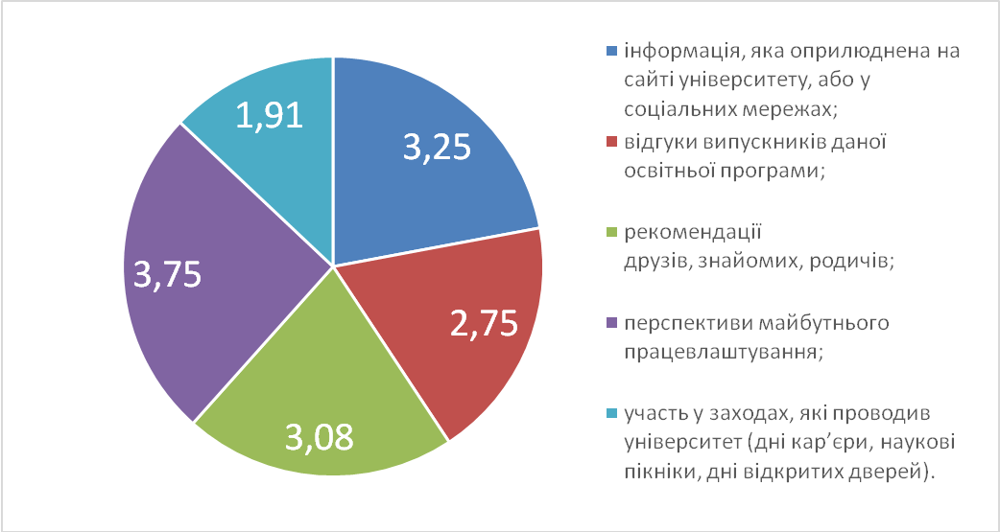 1,91
3,25
3,75
2,75
3,08
інформація, яка оприлюднена на
сайті університету, або у
соціальних мережах;
відгуки випускників даної
освітньої програми;
рекомендації
друзів, знайомих, родичів;
перспективи майбутнього
працевлаштування;
участь у заходах, які проводив
університет (дні кар’єри, наукові
пікніки, дні відкритих дверей).